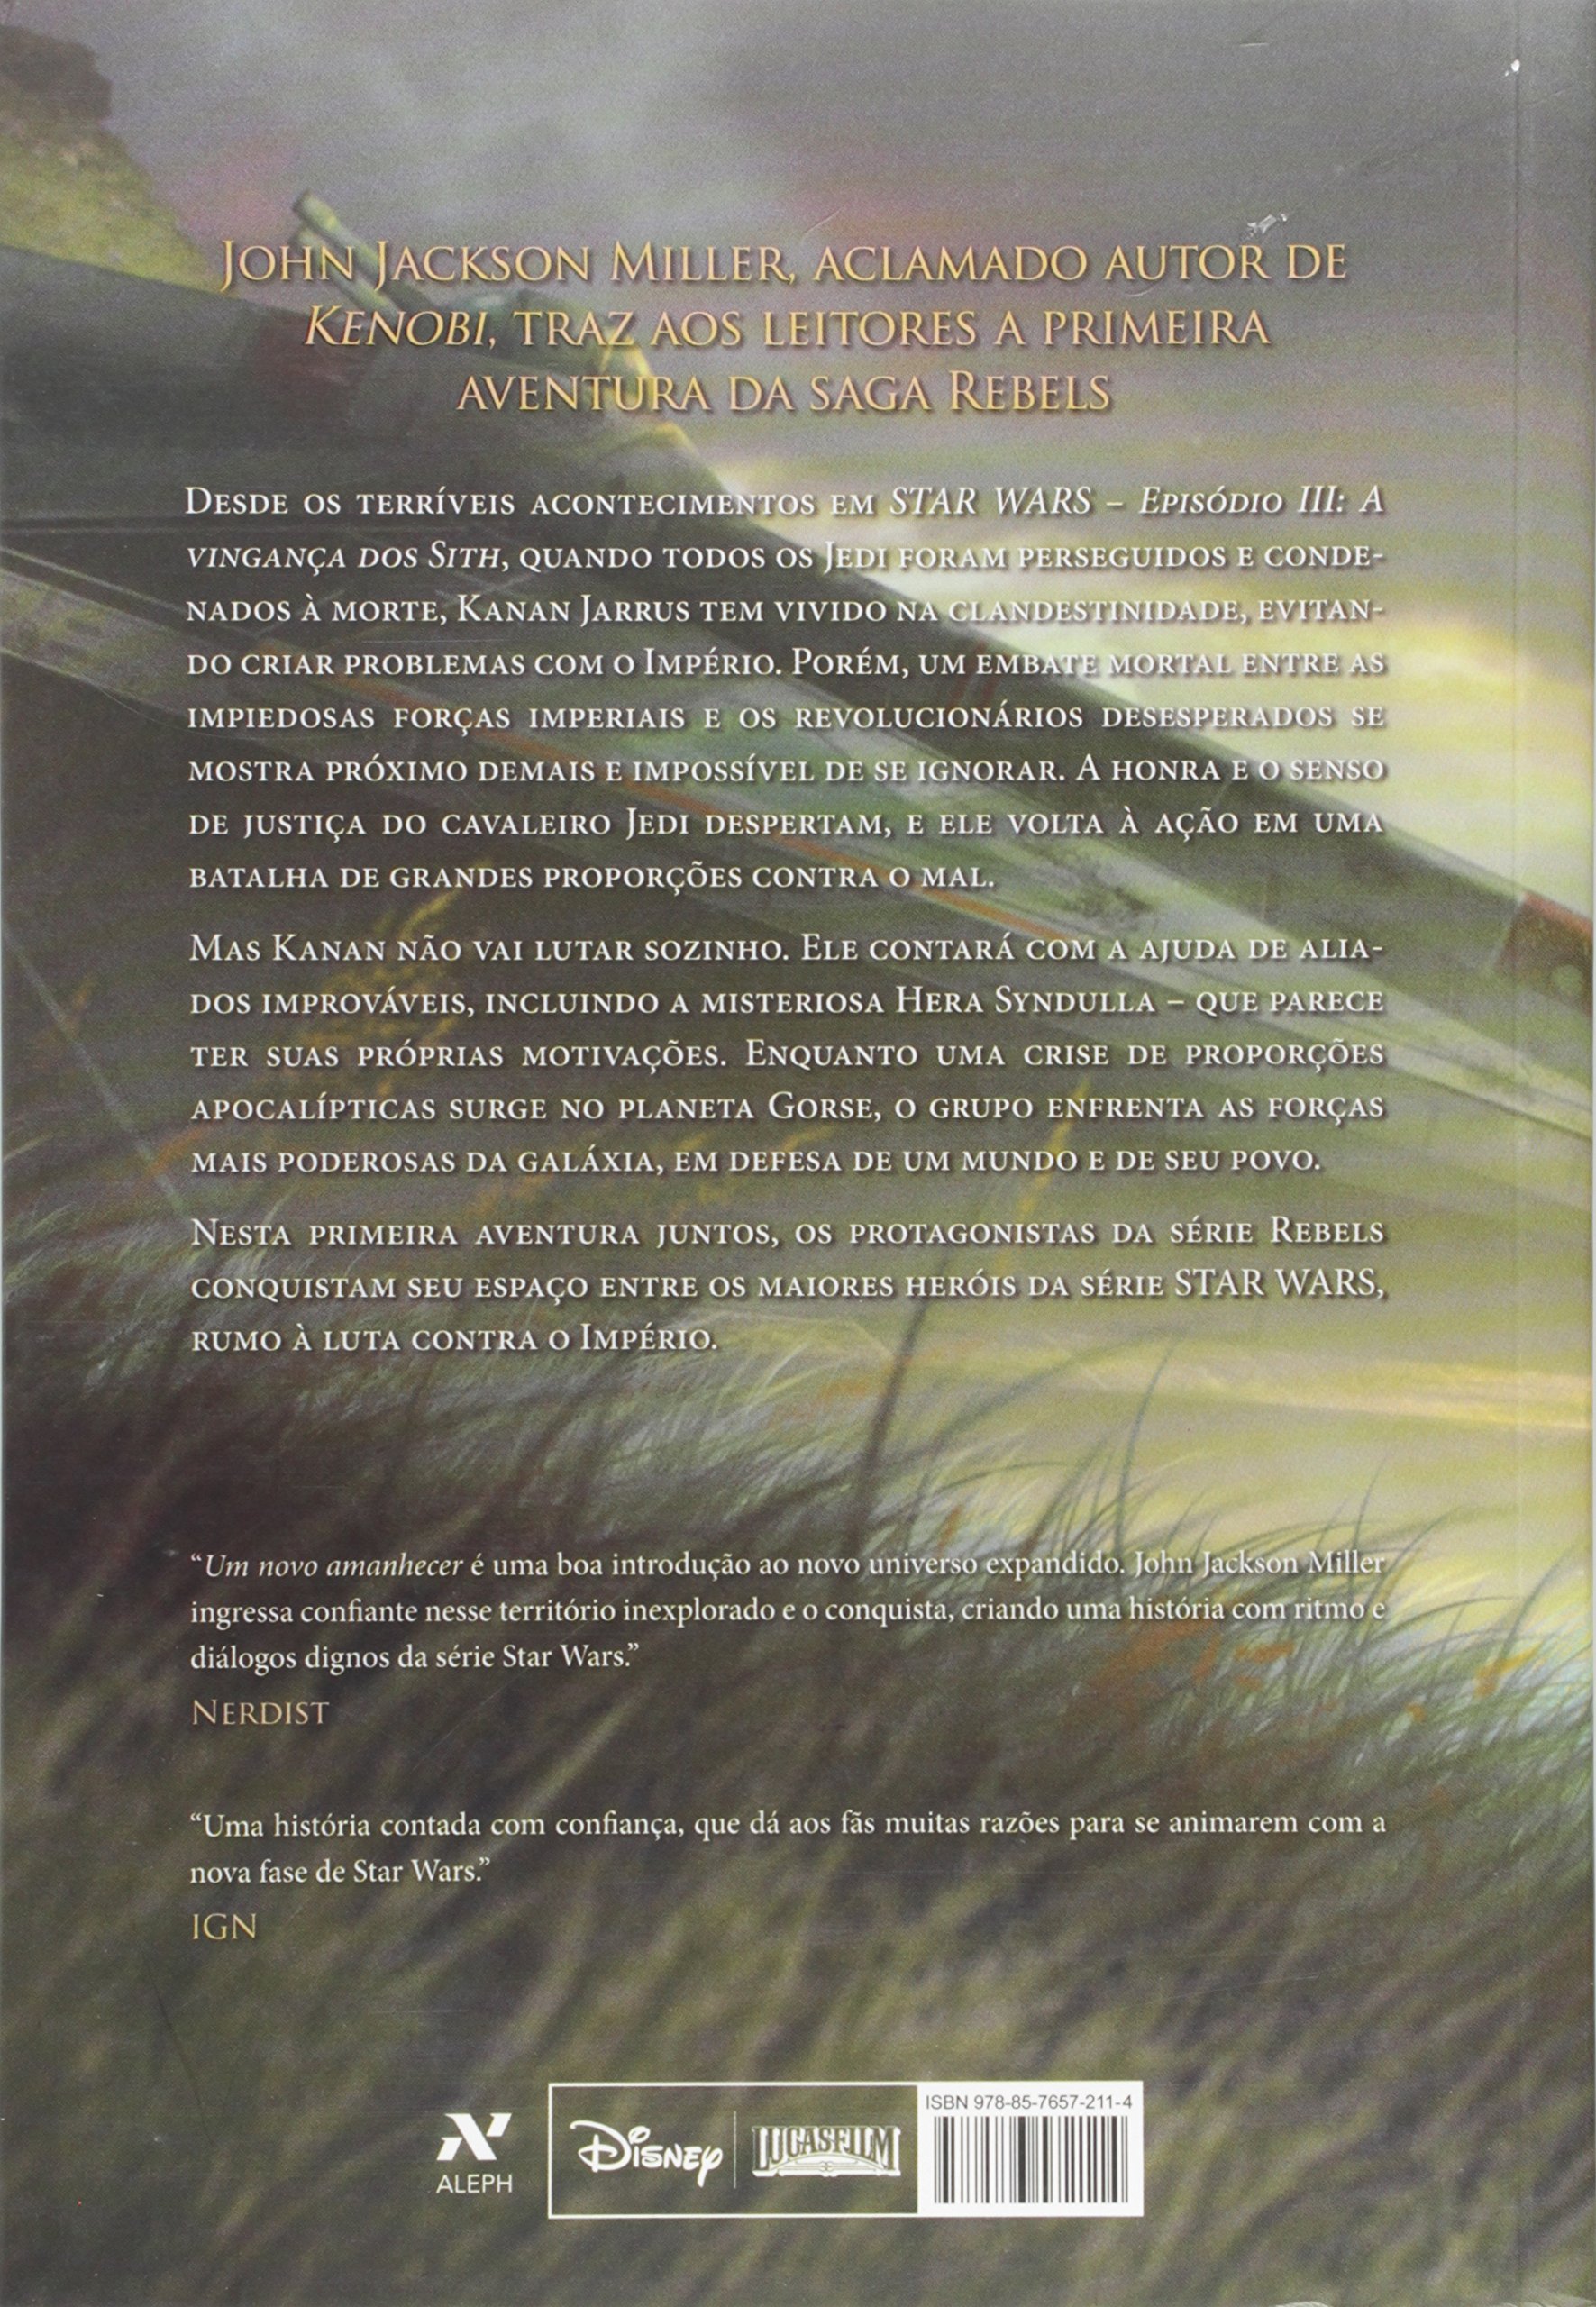 John Jackson Miller, aclamado autor de
Kenobi, traz aos leitores a primeira
aventura da saga Rebels
Desde os terríveis acontecimentos em STAR WARS – Episódio III: A
vingança dos Sith, quando todos os Jedi foram perseguidos e conde-
nados à morte, Kanan Jarrus tem vivido na clandestinidade, evitan-
do criar problemas com o Império. Porém, um embate mortal entre as
impiedosas forças imperiais e os revolucionários desesperados se
mostra próximo demais e impossível de se ignorar. A honra e o senso
de justiça do cavaleiro Jedi despertam, e ele volta à ação em uma
batalha de grandes proporções contra o mal.
Mas Kanan não vai lutar sozinho. Ele contará com a ajuda de alia-
dos improváveis, incluindo a misteriosa Hera Syndulla – que parece
ter suas próprias motivações. Enquanto uma crise de proporções
apocalípticas surge no planeta Gorse, o grupo enfrenta as forças
mais poderosas da galáxia, em defesa de um mundo e de seu povo.
Nesta primeira aventura juntos, os protagonistas da série Rebels
conquistam seu espaço entre os maiores heróis da série STAR WARS,
rumo à luta contra o Império.
“Um novo amanhecer é uma boa introdução ao novo universo expandido. John Jackson Miller
ingressa confiante nesse território inexplorado e o conquista, criando uma história com ritmo e
diálogos dignos da série Star Wars.”
Nerdist
“Uma história contada com confiança, que dá aos fãs muitas razões para se animarem com a
nova fase de Star Wars.”
IGN
ISBN 978-85-7657-211-4
Disney
LUCASFILM
ALEPH